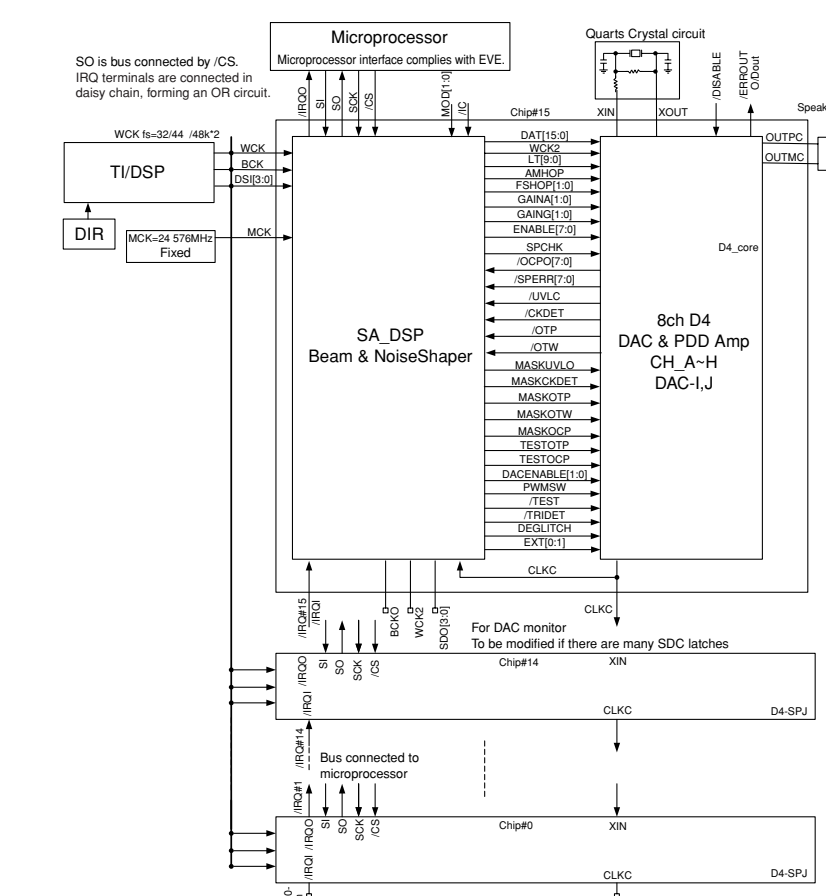 Microprocessor
Microprocessor interface complies with EVE.
Quarts Crystal circuit
SO is bus connected by /CS.
IRQ terminals are connected in
daisy chain, forming an OR circuit.
/IRQO
SI
SO
SCK
/CS
MOD[1:0]
/IC
Chip#15
XIN
XOUT
/DISABLE
/ERROUT
O/Dout
Speak
WCK fs=32/44 /48k*2
TI/DSP
WCK
BCK
DSI[3:0]
DIR
MCK=24 576MHz
Fixed
MCK
SA_DSP
Beam & NoiseShaper
DAT[15:0]
WCK2
LT[9:0]
AMHOP
FSHOP[1:0]
GAINA[1:0]
GAING[1:0]
ENABLE[7:0]
SPCHK
/OCPO[7:0]
/SPERR[7:0]
/UVLC
/CKDET
/OTP
/OTW
MASKUVLO
MASKCKDET
MASKOTP
MASKOTW
MASKOCP
TESTOTP
TESTOCP
DACENABLE[1:0]
PWMSW
/TEST
/TRIDET
DEGLITCH
EXT[0:1]
OUTPC
OUTMC
D4_core
8ch D4
DAC & PDD Amp
CH_A~H
DAC-I,J
CLKC
CLKC
/IRQ#15
/IRQI
BCKO
WCK2
SDO[3:0]
For DAC monitor
To be modified if there are many SDC latches
SI
SO
SCK
/CS
/IRQO
/IRQI
Chip#14
XIN
CLKC
D4-SPJ
/IRQ#14
Bus connected to
microprocessor
/IRQ#1
SI
SO
SCK
/CS
/IRQO
/IRQI
Chip#0
XIN
CLKC
D4-SPJ